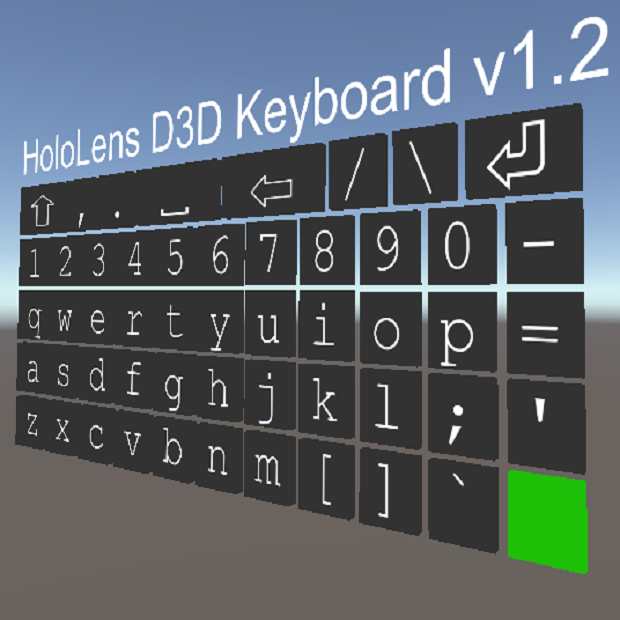 HoloLens D3D Keyboard v1.2
⇧ , . ⎵ ⇦ / \ ↵
1 2 3 4 5 6 7 8 9 0 -
q w e r t y u i o p =
a s d f g h j k l ; '
z x c v b n m [ ] `